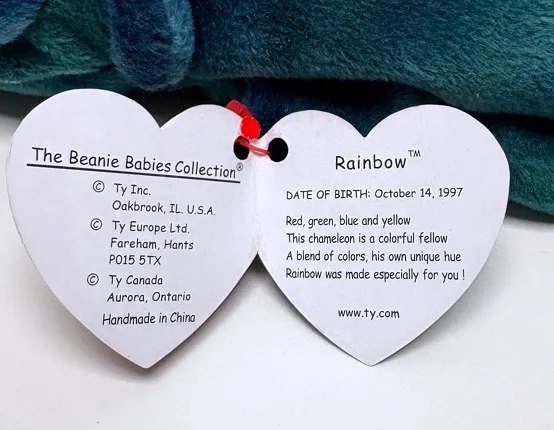 The Beanie Babies Collection®
© Ty Inc.
Oakbrook, IL. U.S.A.
© Ty Europe Ltd.
Fareham, Hants
P015 5TX
© Ty Canada
Aurora, Ontario
Handmade in China
Rainbow™
DATE OF BIRTH: October 14, 1997
Red, green, blue and yellow
This chameleon is a colorful fellow
A blend of colors, his own unique hue
Rainbow was made especially for you !
www.ty.com